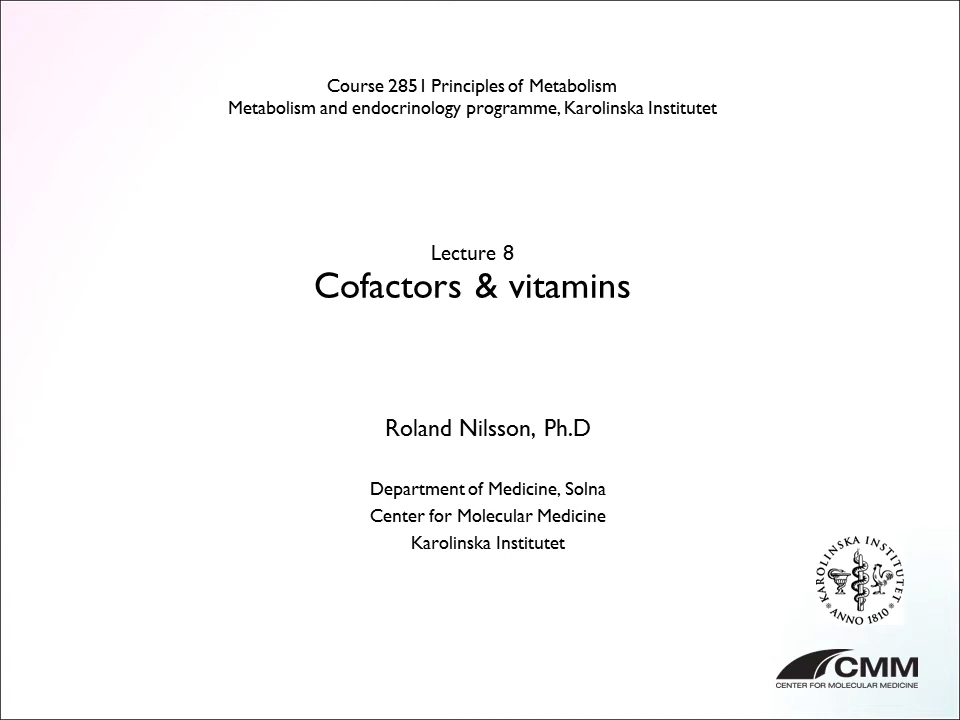 Course 2851 Principles of Metabolism
Metabolism and endocrinology programme, Karolinska Institutet
Lecture 8
Cofactors & vitamins
Roland Nilsson, Ph.D
Department of Medicine, Solna
Center for Molecular Medicine
Karolinska Institutet
KAROLINSKA INSTITUTET
ANNO 1810
CMM
CENTER FOR MOLECULAR MEDICINE